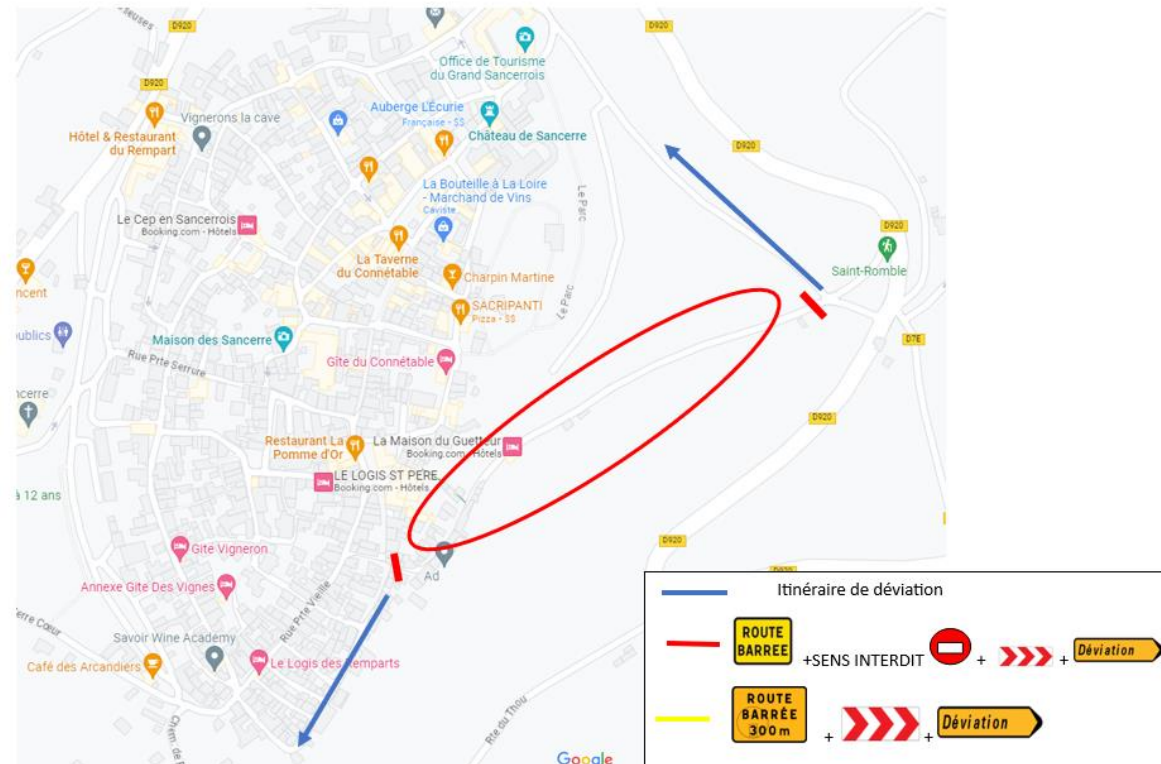 D920
D920
D920
Office de Tourisme
du Grand Sancerrois
Vignerons la cave
Auberge L'Écurie
Française - $$
Hôtel & Restaurant
du Rempart
Château de Sancerre
D920
La Bouteille à La Loire
- Marchand de Vins
Caviste
Le Parc
Le Cep en Sancerrois
Booking.com - Hôtels
D920
La Taverne
du Connétable
Saint-Romble
Charpin Martine
Le Parc
SACRIPANTI
Pizza - $$
Maison des Sancerre
D7E
Rue Prte Serrure
Gîte du Connétable
D920
Restaurant La
Pomme d'Or
La Maison du Guetteur
Booking.com - Hôtels
LE LOGIS ST PERE
Booking.com - Hôtels
à 12 ans
D920
Gite Vigneron
Ad
D920
Annexe Gîte Des Vignes
Rue Prte Vieille
Savoir Wine Academy
Café des Arcandiers
Le Logis des Remparts
Rte du Thou
Google
Itinéraire de déviation
ROUTE
BARREE
+SENS INTERDIT + + Déviation
ROUTE
BARRÉE
300m
+ + Déviation